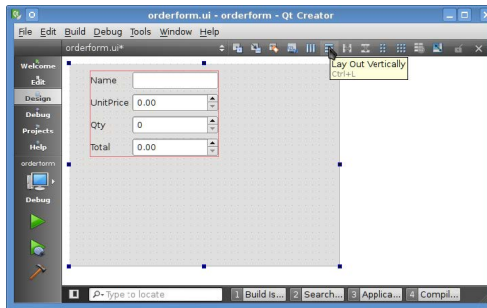 orderform.ui - orderform - Qt Creator
File Edit Build Debug Tools Window Help
orderform.ui*
Welcome
Edit
Design
Debug
Projects
Help
orderform
Debug
Lay Out Vertically
Ctrl+L
Name
UnitPrice 0.00
Qty 0
Total 0.00
Type to locate
1 Build Is... 2 Search... 3 Applica... 4 Compil...